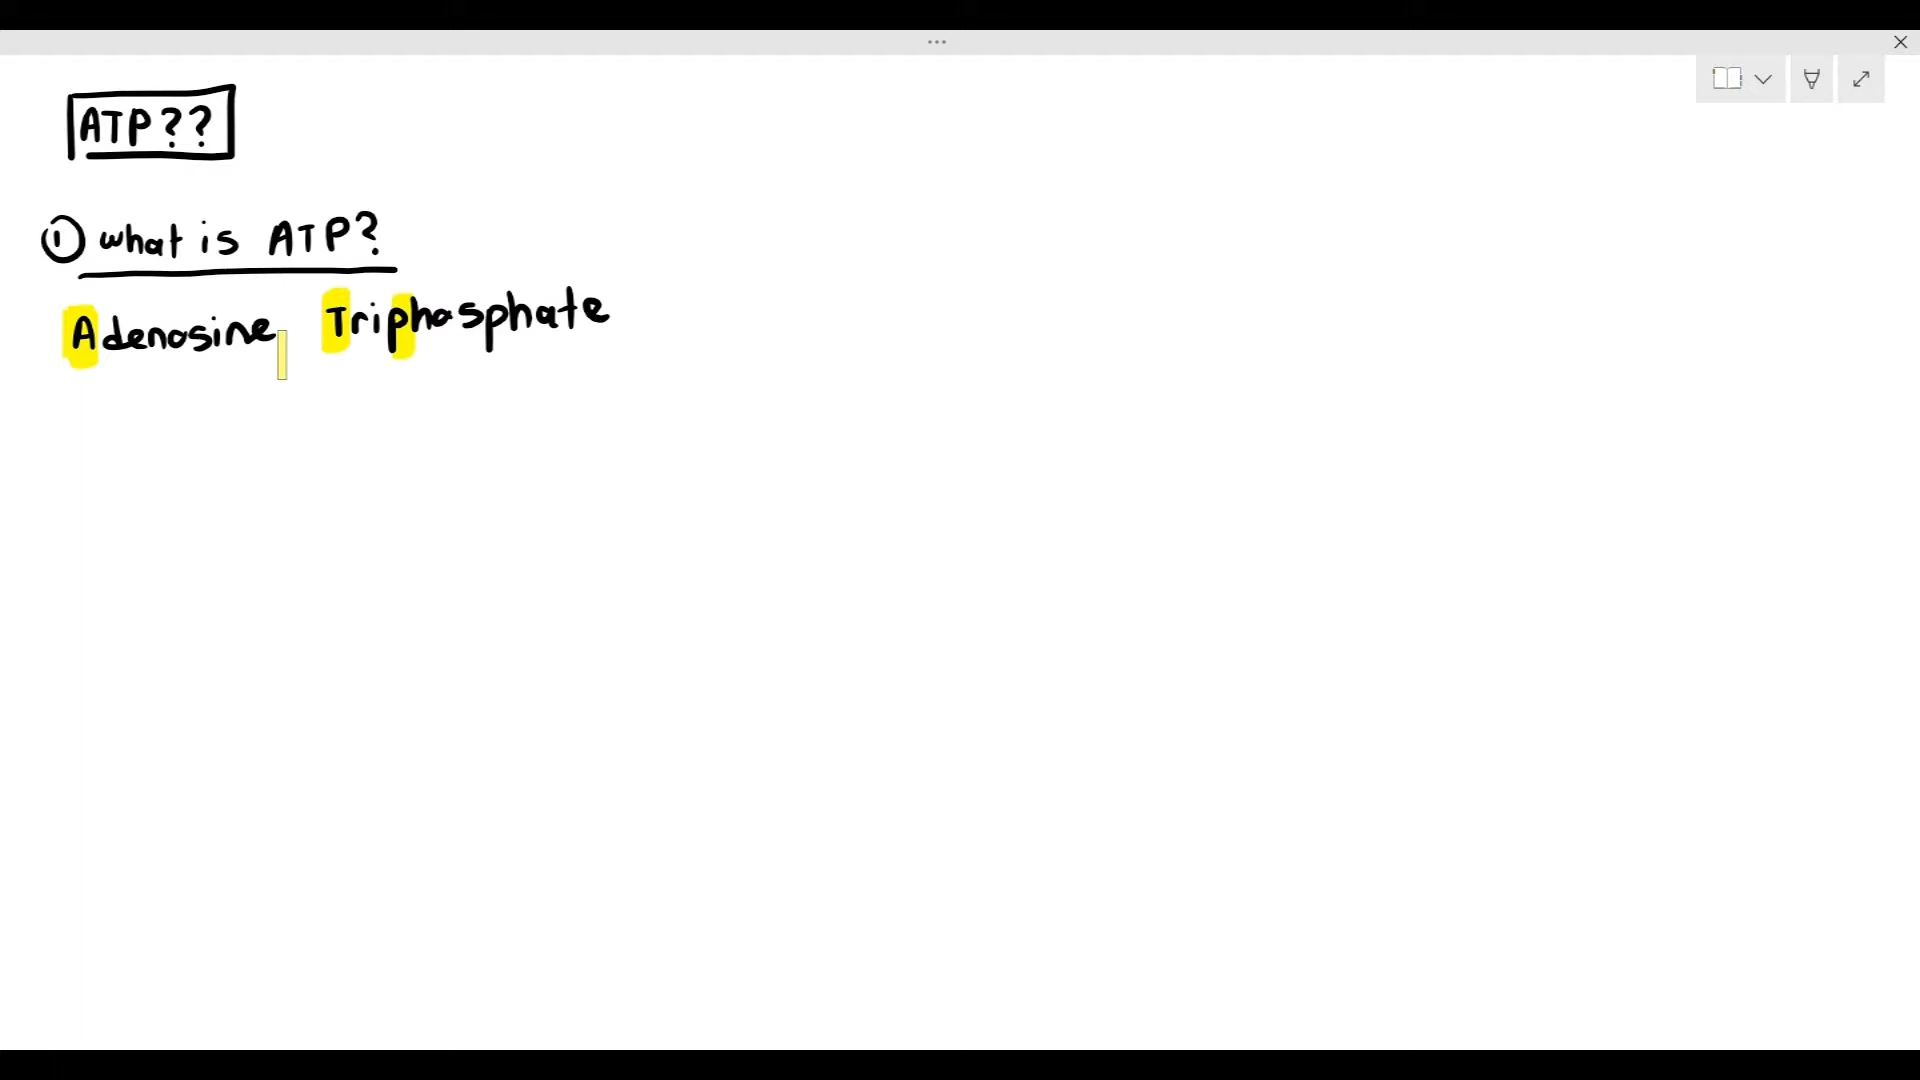 ATP??
① what is ATP?
Adenosine Triphosphate